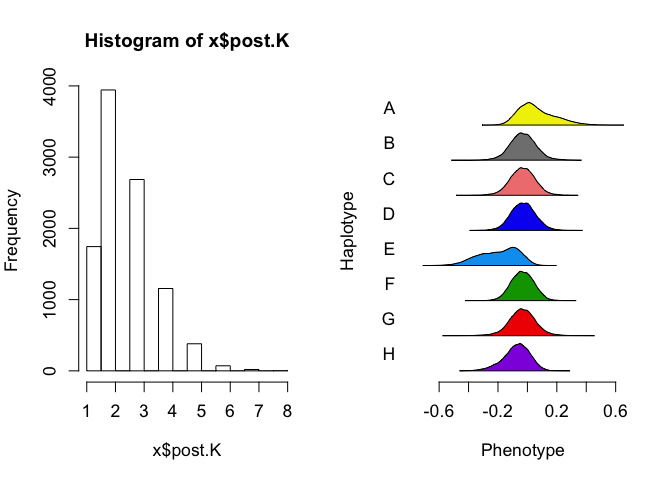 Histogram of x$post.K
Frequency
4000
3000
2000
1000
0
1 2 3 4 5 6 7 8
x$post.K
Haplotype
A
B
C
D
E
F
G
H
-0.6 -0.2 0.2 0.6
Phenotype